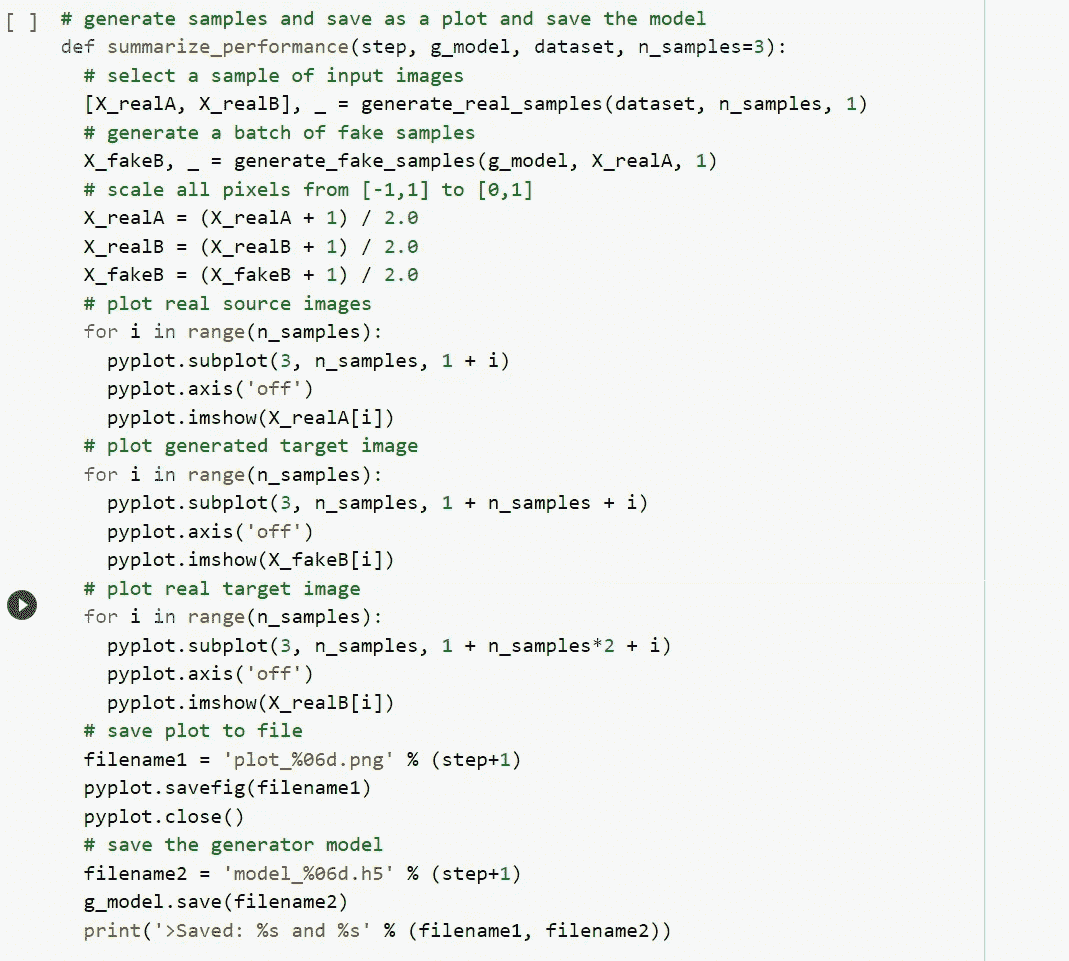 [ ] # generate samples and save as a plot and save the model
def summarize_performance(step, g_model, dataset, n_samples=3):
  # select a sample of input images
  [X_realA, X_realB], _ = generate_real_samples(dataset, n_samples, 1)
  # generate a batch of fake samples
  X_fakeB, _ = generate_fake_samples(g_model, X_realA, 1)
  # scale all pixels from [-1,1] to [0,1]
  X_realA = (X_realA + 1) / 2.0
  X_realB = (X_realB + 1) / 2.0
  X_fakeB = (X_fakeB + 1) / 2.0
  # plot real source images
  for i in range(n_samples):
    pyplot.subplot(3, n_samples, 1 + i)
    pyplot.axis('off')
    pyplot.imshow(X_realA[i])
  # plot generated target image
  for i in range(n_samples):
    pyplot.subplot(3, n_samples, 1 + n_samples + i)
    pyplot.axis('off')
    pyplot.imshow(X_fakeB[i])
  # plot real target image
  for i in range(n_samples):
    pyplot.subplot(3, n_samples, 1 + n_samples*2 + i)
    pyplot.axis('off')
    pyplot.imshow(X_realB[i])
  # save plot to file
  filename1 = 'plot_%06d.png' % (step+1)
  pyplot.savefig(filename1)
  pyplot.close()
  # save the generator model
  filename2 = 'model_%06d.h5' % (step+1)
  g_model.save(filename2)
  print('>Saved: %s and %s' % (filename1, filename2))